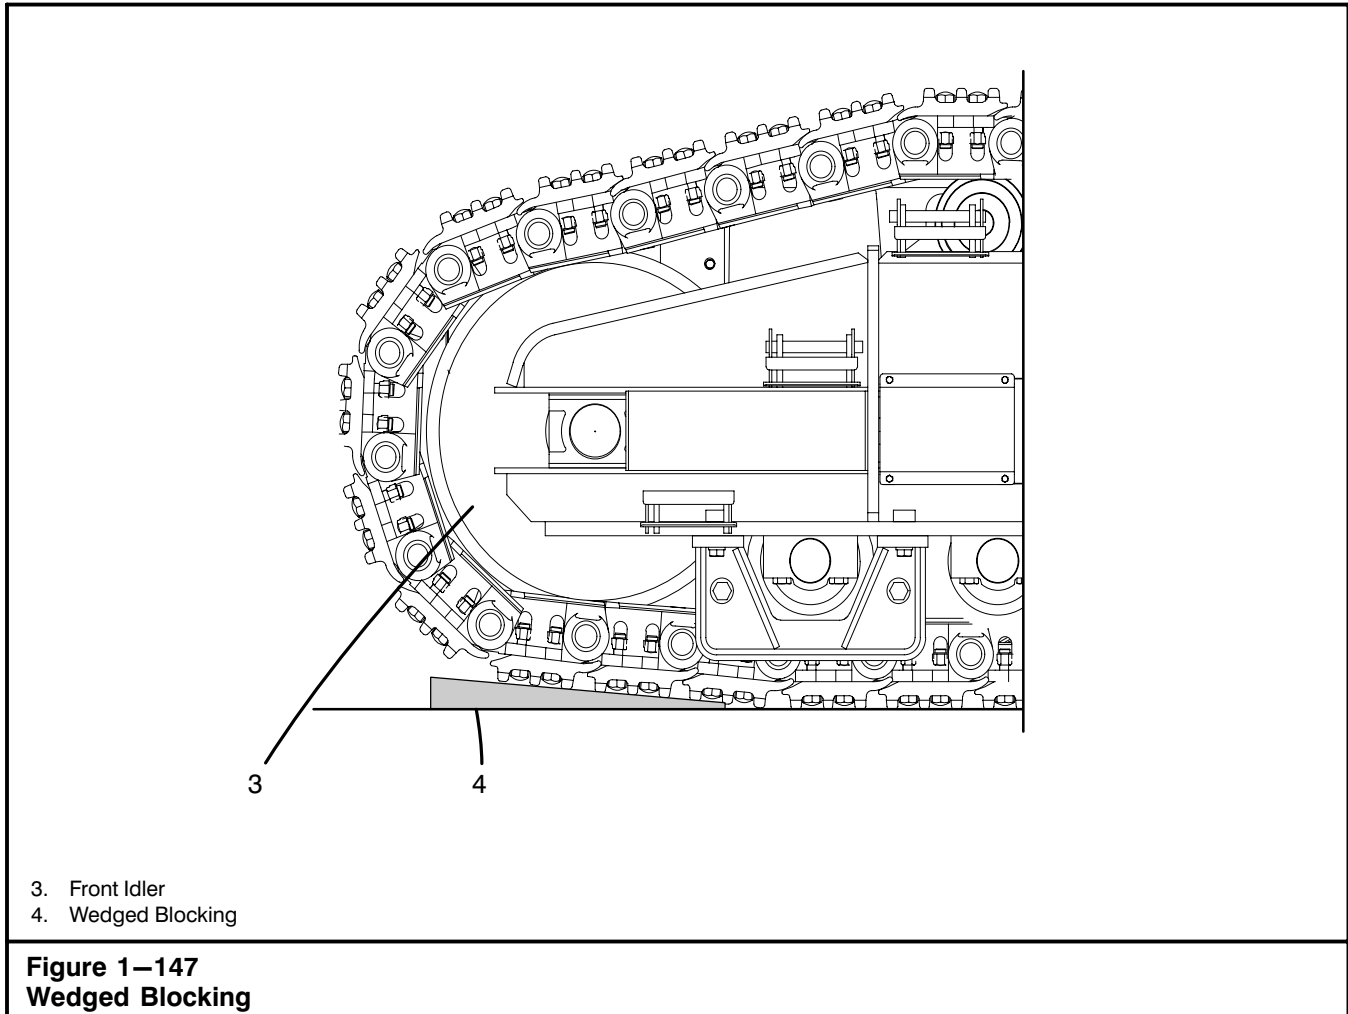 3
4
3. Front Idler
4. Wedged Blocking
Figure 1–147
Wedged Blocking